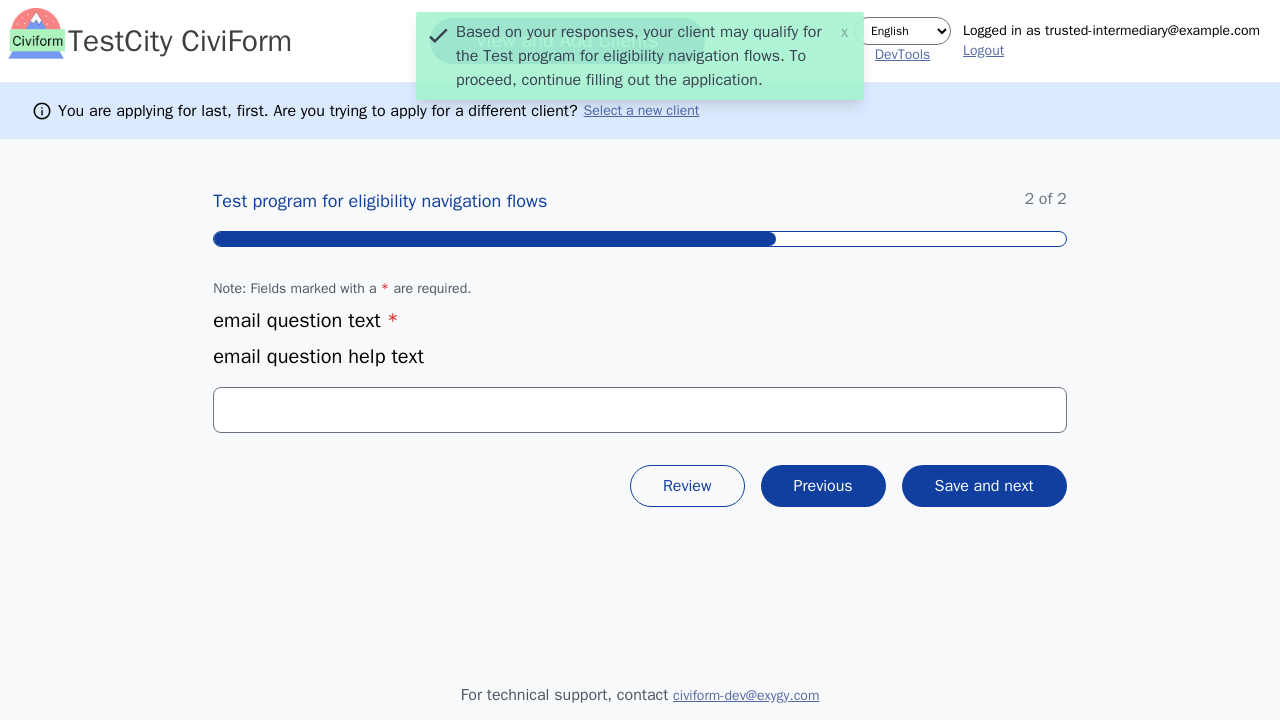 Civiform
TestCity CiviForm
View and Add Clients
Based on your responses, your client may qualify for
the Test program for eligibility navigation flows. To
proceed, continue filling out the application.
x
English
DevTools
Logged in as trusted-intermediary@example.com
Logout
You are applying for last, first. Are you trying to apply for a different client? Select a new client
Test program for eligibility navigation flows
2 of 2
Note: Fields marked with a * are required.
email question text *
email question help text
Review
Previous
Save and next
For technical support, contact civiform-dev@exygy.com